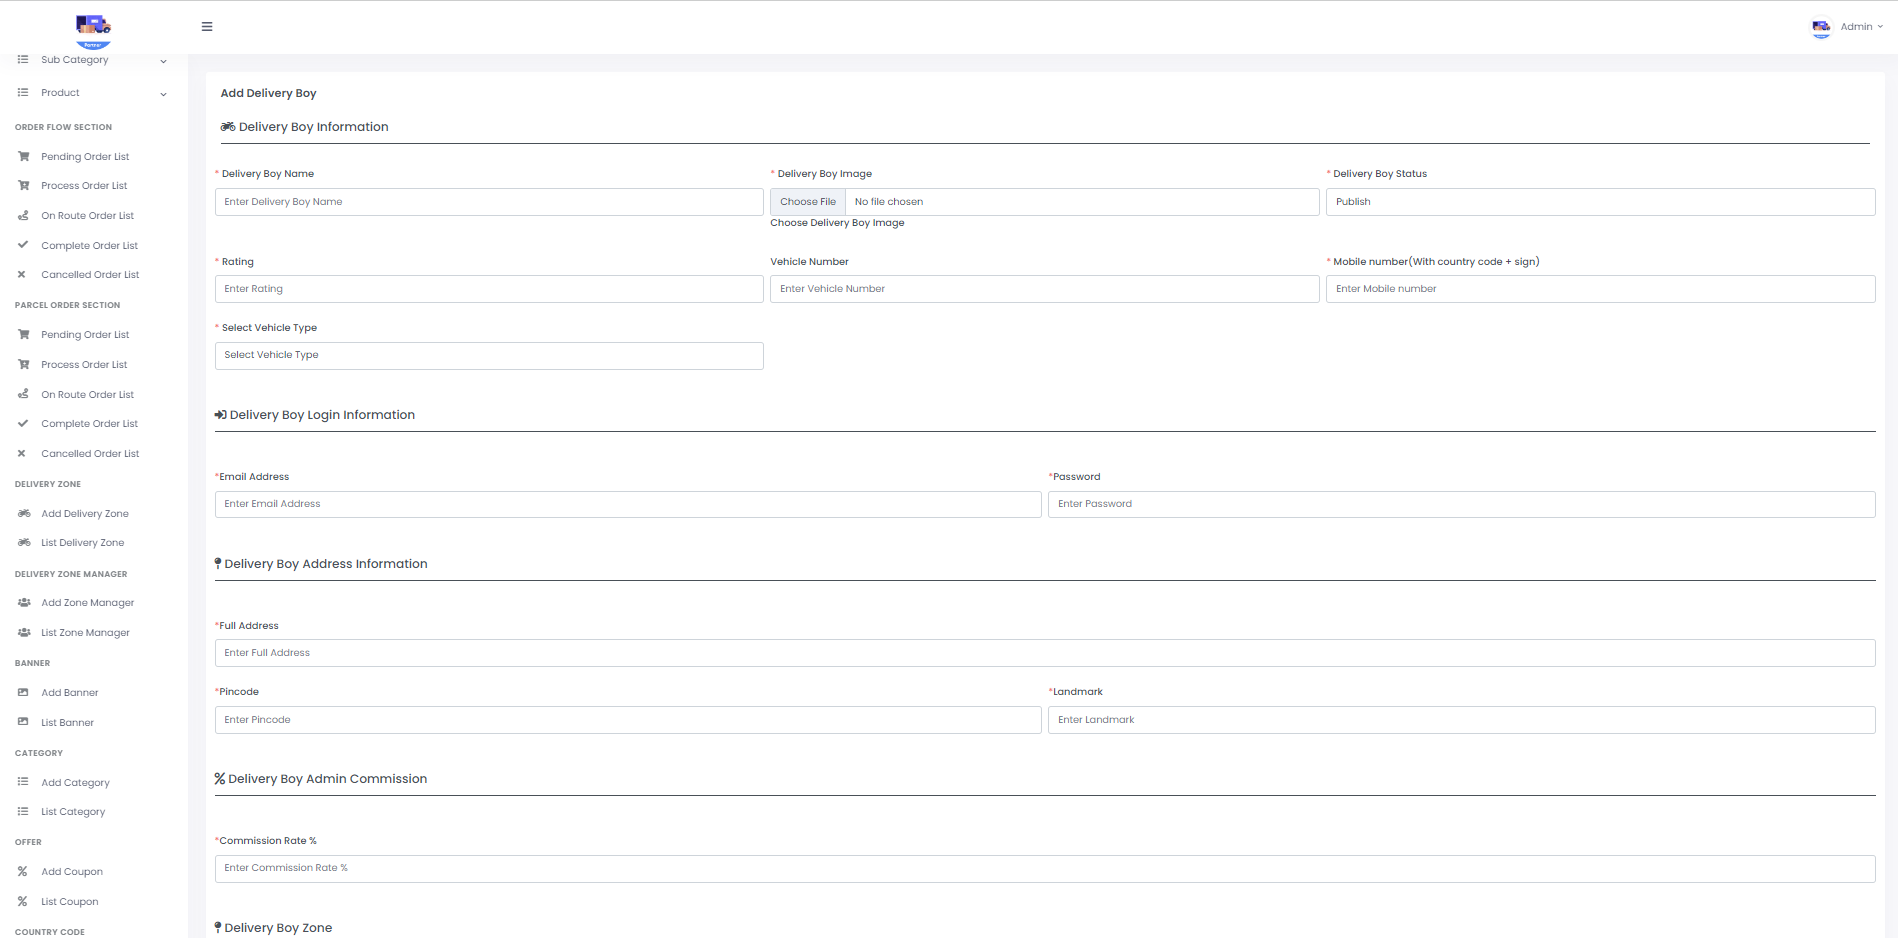 Partner
Admin
Sub Category
Product
ORDER FLOW SECTION
Pending Order List
Process Order List
On Route Order List
Complete Order List
Cancelled Order List
PARCEL ORDER SECTION
Pending Order List
Process Order List
On Route Order List
Complete Order List
Cancelled Order List
DELIVERY ZONE
Add Delivery Zone
List Delivery Zone
DELIVERY ZONE MANAGER
Add Zone Manager
List Zone Manager
BANNER
Add Banner
List Banner
CATEGORY
Add Category
List Category
OFFER
Add Coupon
List Coupon
COUNTRY CODE
Add Delivery Boy
Delivery Boy Information
* Delivery Boy Name
Enter Delivery Boy Name
* Delivery Boy Image
Choose File No file chosen
Choose Delivery Boy Image
* Delivery Boy Status
Publish
* Rating
Enter Rating
Vehicle Number
Enter Vehicle Number
* Mobile number(With country code + sign)
Enter Mobile number
* Select Vehicle Type
Select Vehicle Type
Delivery Boy Login Information
*Email Address
Enter Email Address
*Password
Enter Password
Delivery Boy Address Information
*Full Address
Enter Full Address
*Pincode
Enter Pincode
*Landmark
Enter Landmark
% Delivery Boy Admin Commission
*Commission Rate %
Enter Commission Rate %
Delivery Boy Zone